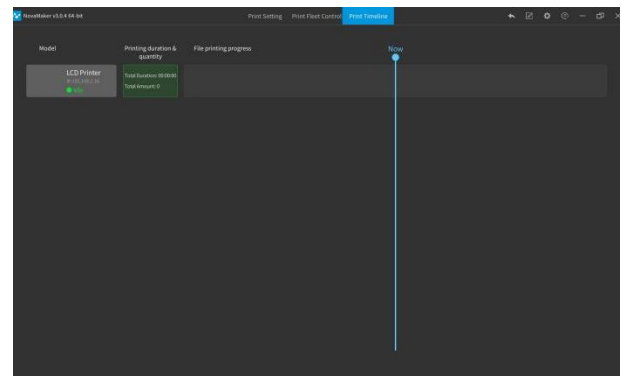 NovaMaker v3.0.4 64-bit
Print Setting
Print Fleet Control
Print Timeline
Model
Printing duration &
quantity
File printing progress
Now
LCD Printer
Total Duration: 00:00:00
Total Amount: 0